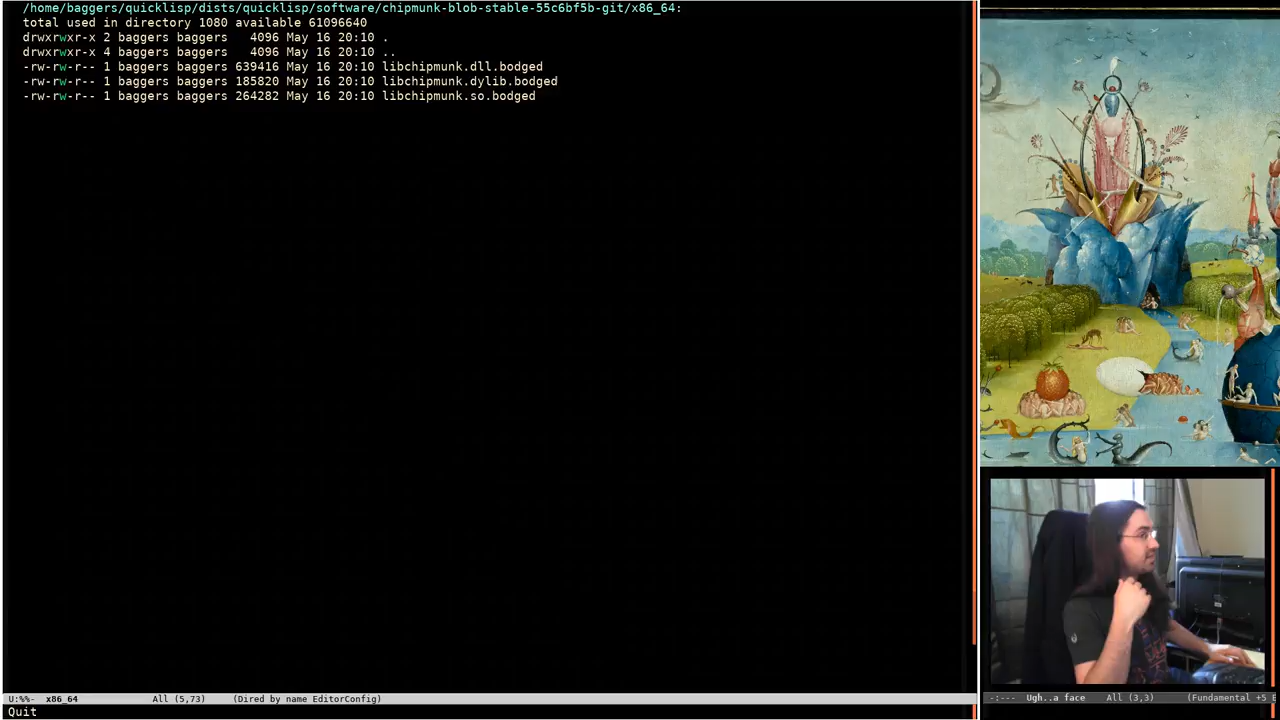 /home/baggers/quicklisp/dists/quicklisp/software/chipmunk-blob-stable-55c6bf5b-git/x86_64:
total used in directory 1080 available 61096640
drwxrwxr-x 2 baggers baggers   4096 May 16 20:10 .
drwxrwxr-x 4 baggers baggers   4096 May 16 20:10 ..
-rw-rw-r-- 1 baggers baggers 639416 May 16 20:10 libchipmunk.dll.bodged
-rw-rw-r-- 1 baggers baggers 185820 May 16 20:10 libchipmunk.dylib.bodged
-rw-rw-r-- 1 baggers baggers 264282 May 16 20:10 libchipmunk.so.bodged
U:%%-  x86_64          All (5,73)     (Dired by name EditorConfig)
-:---  Ugh..a face    All (3,3)      (Fundamental +5 E
Quit